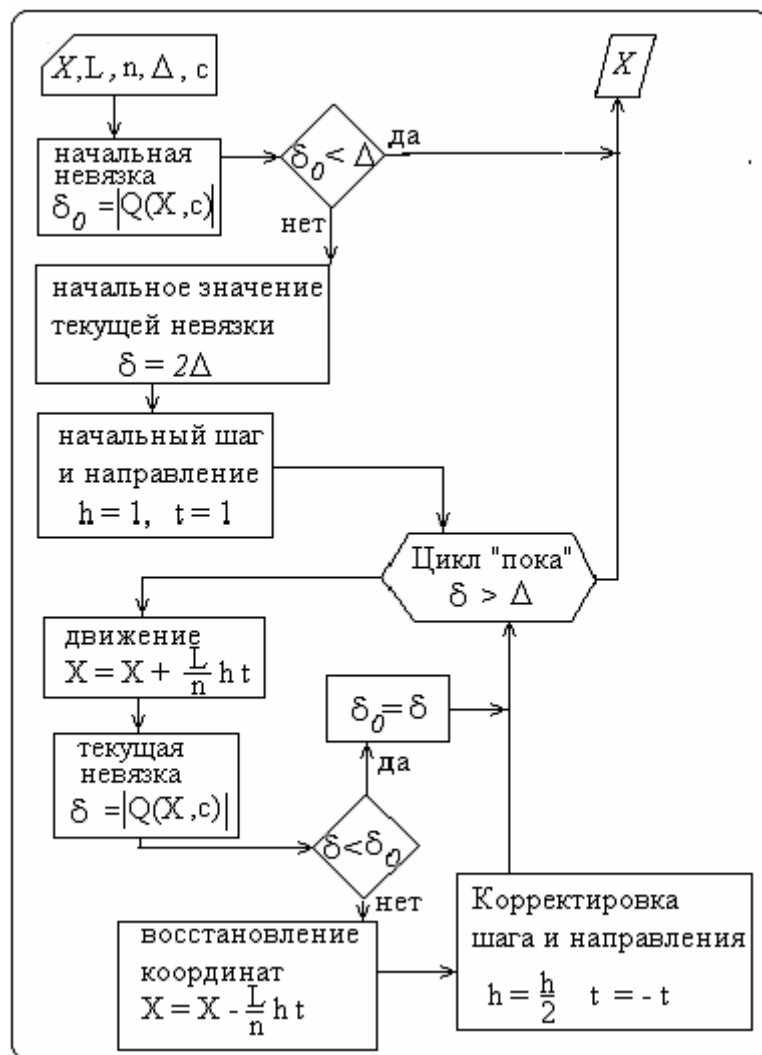 X, L, n, Δ, c
X
начальная
невязка
δ₀ = |Q(X, c)|
δ₀ < Δ
да
нет
начальное значение
текущей невязки
δ = 2Δ
начальный шаг
и направление
h = 1, t = 1
Цикл "пока"
δ > Δ
движение
X = X + L/n h t
текущая
невязка
δ = |Q(X, c)|
δ₀ = δ
да
δ < δ₀
нет
восстановление
координат
X = X - L/n h t
Корректировка
шага и направления
h = h/2 t = - t